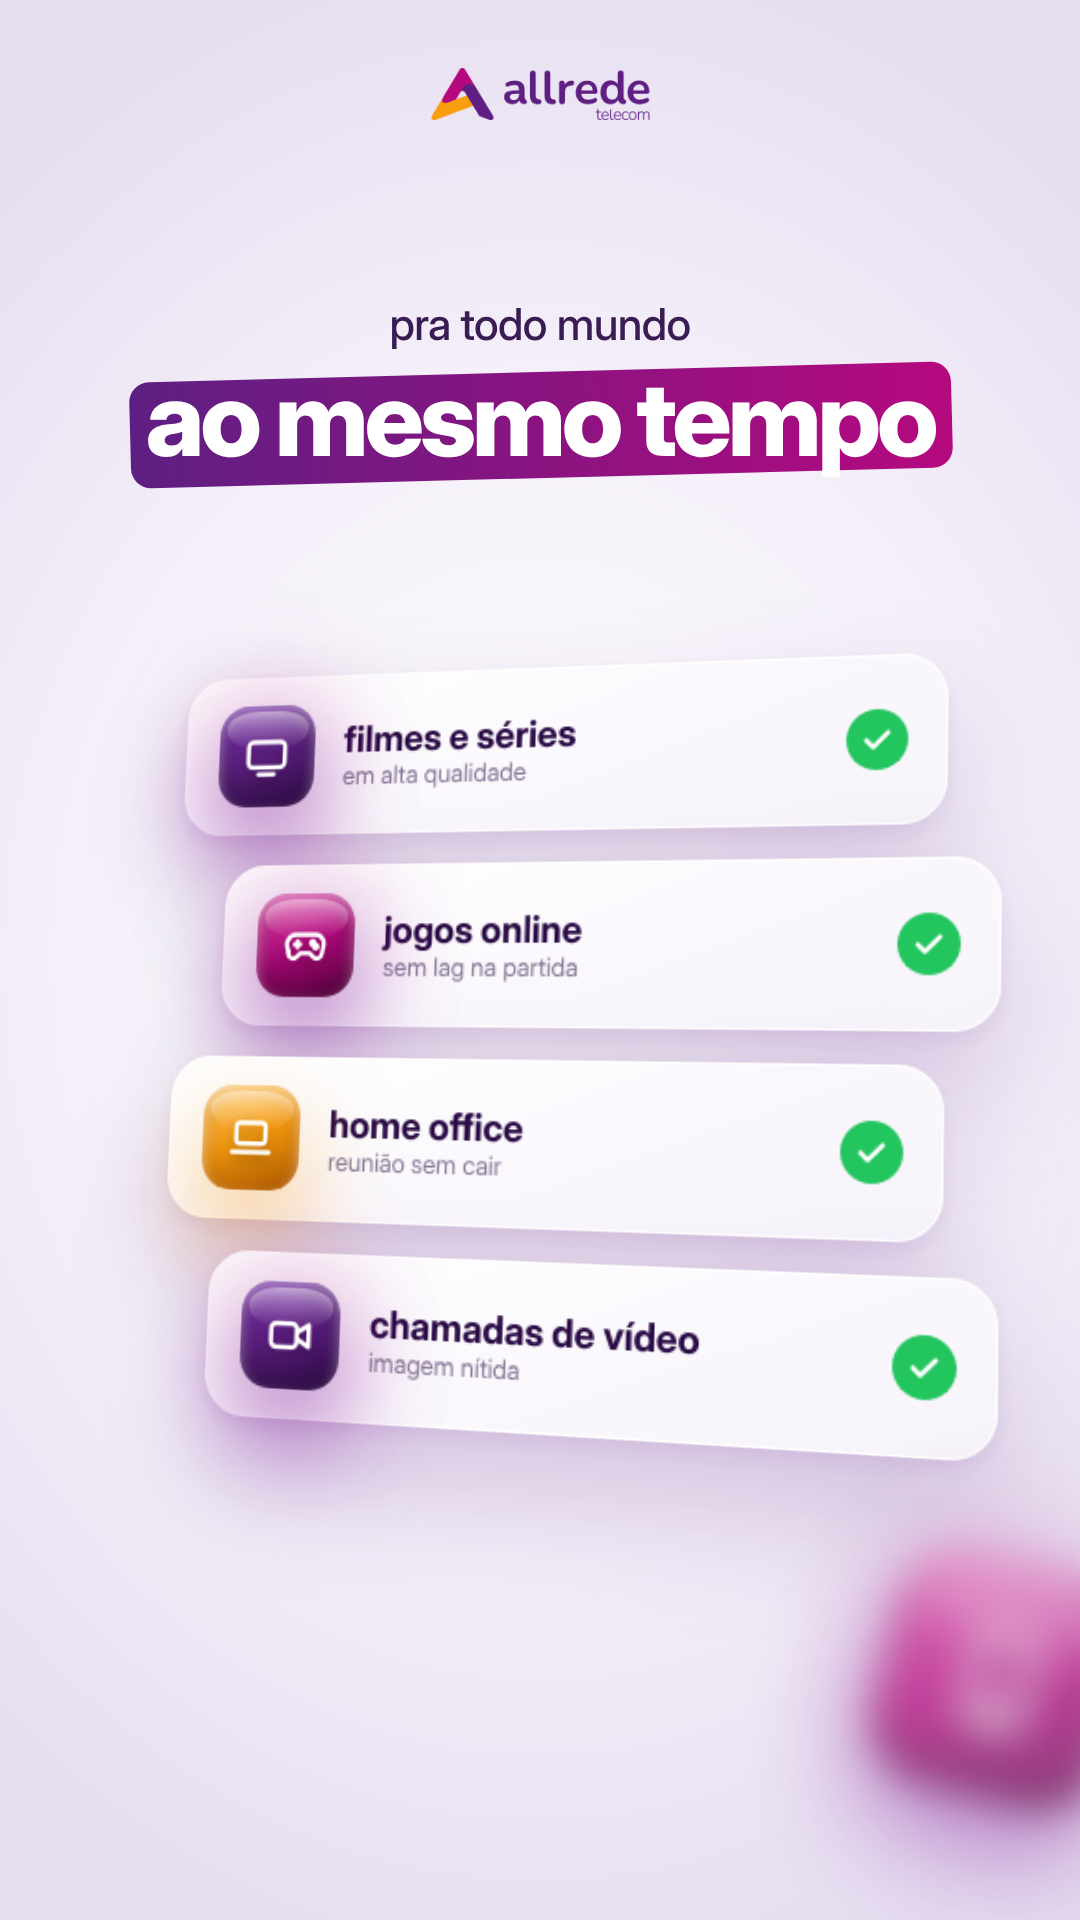 allrede
telecom
pra todo mundo
ao mesmo tempo
filmes e séries
em alta qualidade
jogos online
sem lag na partida
home office
reunião sem cair
chamadas de vídeo
imagem nítida